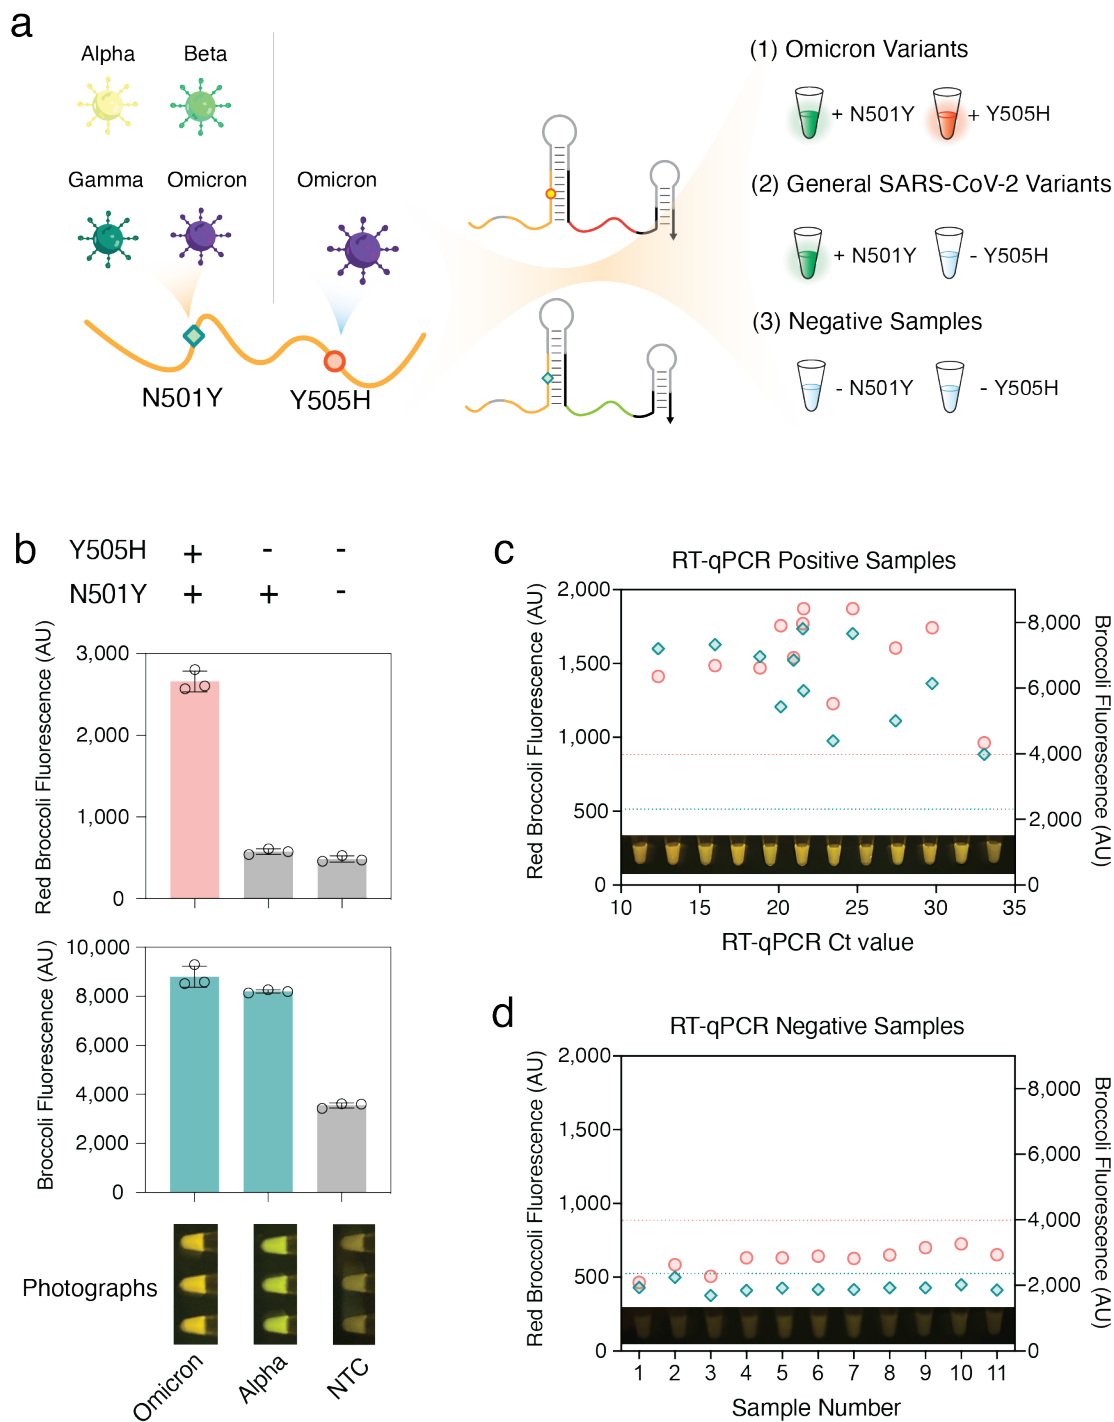 a
Alpha Beta
Gamma Omicron Omicron
N501Y Y505H
(1) Omicron Variants
+ N501Y + Y505H
(2) General SARS-CoV-2 Variants
+ N501Y - Y505H
(3) Negative Samples
- N501Y - Y505H
b
Y505H + - -
N501Y + + -
Red Broccoli Fluorescence (AU)
3,000
2,000
1,000
0
Broccoli Fluorescence (AU)
10,000
8,000
6,000
4,000
2,000
0
Photographs
Omicron Alpha NTC
c
RT-qPCR Positive Samples
Red Broccoli Fluorescence (AU)
2,000
1,500
1,000
500
0
8,000
6,000
4,000
2,000
0
Broccoli Fluorescence (AU)
10 15 20 25 30 35
RT-qPCR Ct value
d
RT-qPCR Negative Samples
Red Broccoli Fluorescence (AU)
2,000
1,500
1,000
500
0
8,000
6,000
4,000
2,000
0
Broccoli Fluorescence (AU)
1 2 3 4 5 6 7 8 9 10 11
Sample Number